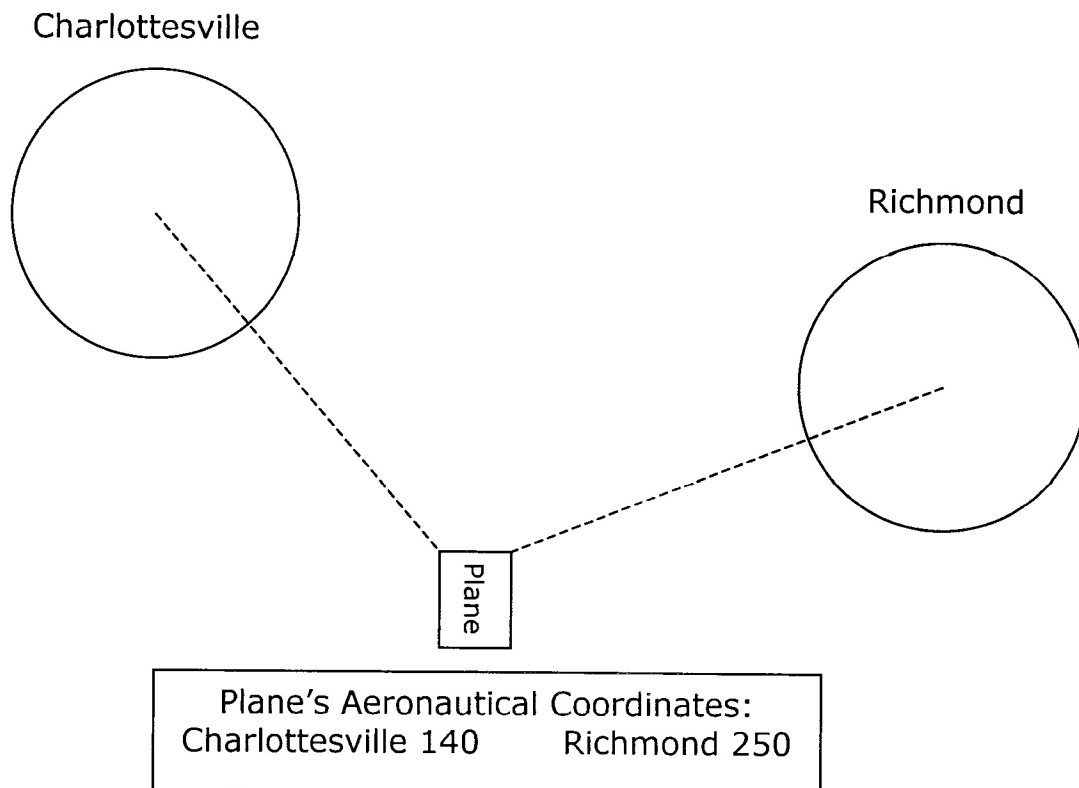 Charlottesville
Richmond
Plane
Plane's Aeronautical Coordinates:
Charlottesville 140 Richmond 250